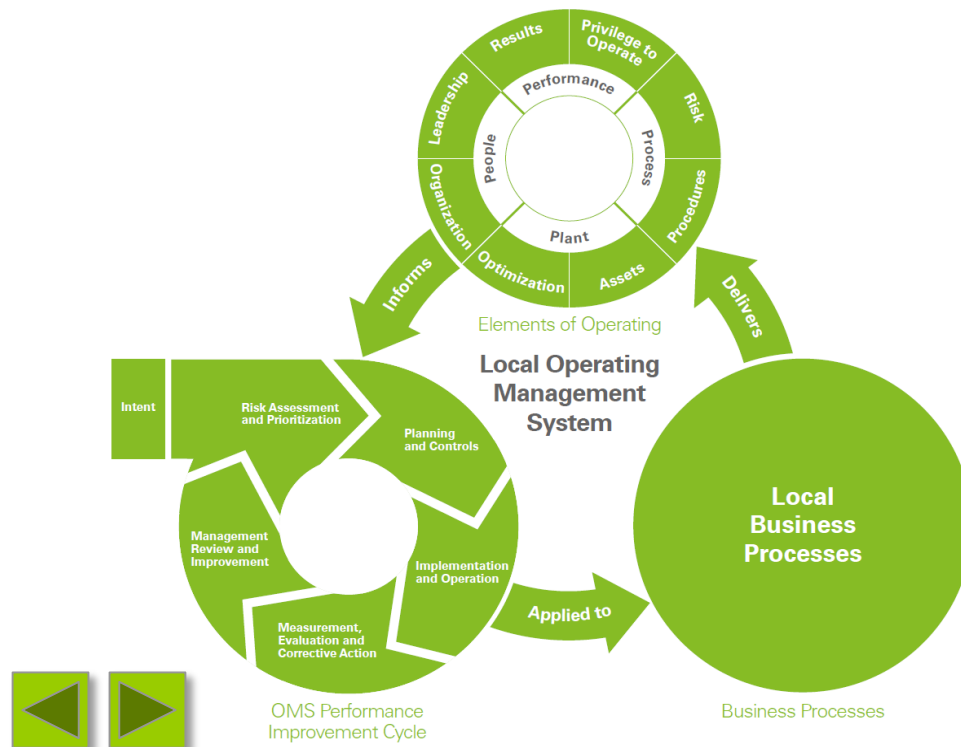 Results
Privilege to
Operate
Leadership
Risk
Performance
People
Process
Organization
Procedures
Plant
Optimization
Assets
Informs
Delivers
Elements of Operating
Local Operating
Management
System
Intent
Risk Assessment
and Prioritization
Planning
and Controls
Management
Review and
Improvement
Implementation
and Operation
Measurement,
Evaluation and
Corrective Action
Applied to
Local
Business
Processes
OMS Performance
Improvement Cycle
Business Processes